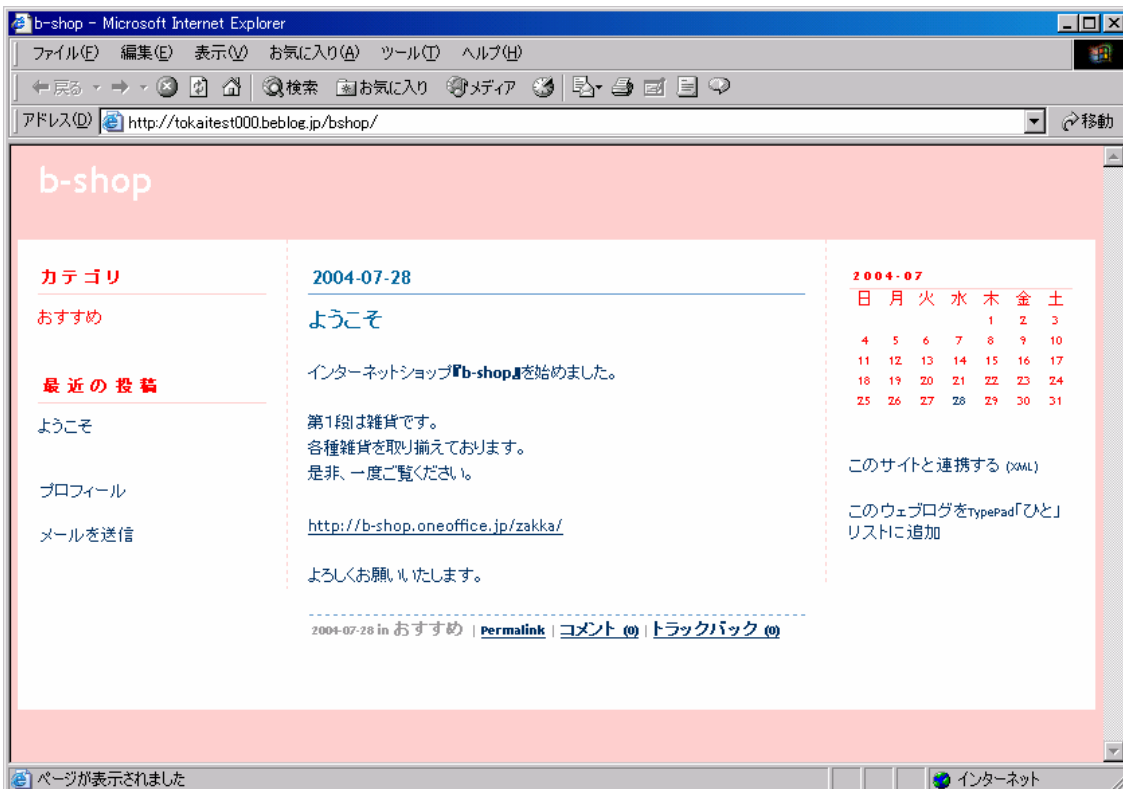 b-shop - Microsoft Internet Explorer
ファイル(F) 編集(E) 表示(V) お気に入り(A) ツール(T) ヘルプ(H)
戻る 検索 お気に入り メディア
アドレス(D) http://tokaitest000.beblog.jp/bshop/ 移動
b-shop
カテゴリ
おすすめ
最近の投稿
ようこそ
プロフィール
メールを送信
2004-07-28
ようこそ
インターネットショップ『b-shop』を始めました。
第1段は雑貨です。
各種雑貨を取り揃えております。
是非、一度ご覧ください。
http://b-shop.oneoffice.jp/zakka/
よろしくお願いいたします。
2004-07-28 in おすすめ | Permalink | コメント (0) | トラックバック (0)
2004-07
日 月 火 水 木 金 土
1 2 3
4 5 6 7 8 9 10
11 12 13 14 15 16 17
18 19 20 21 22 23 24
25 26 27 28 29 30 31
このサイトと連携する (XML)
このウェブログをTypePad「ひと」
リストに追加
ページが表示されました インターネット